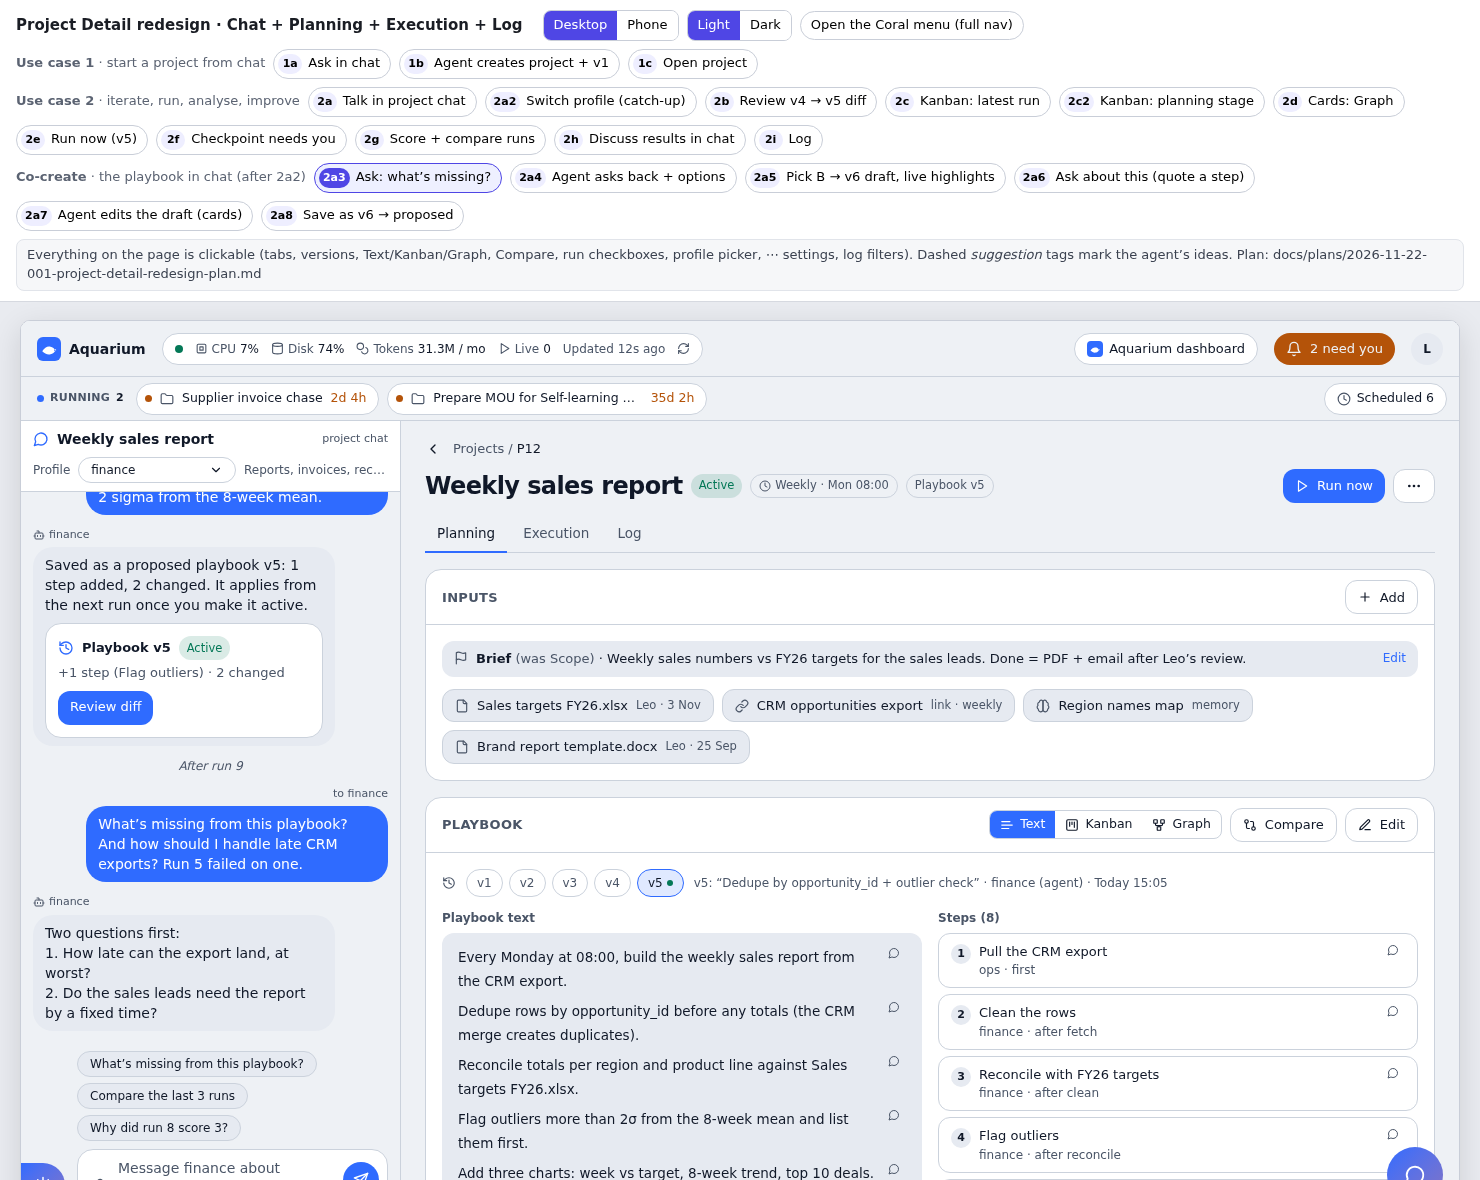 Project Detail redesign · Chat + Planning + Execution + Log
Desktop Phone Light Dark Open the Coral menu (full nav)
Use case 1 · start a project from chat 1a Ask in chat 1b Agent creates project + v1 1c Open project
Use case 2 · iterate, run, analyse, improve 2a Talk in project chat 2a2 Switch profile (catch-up) 2b Review v4 → v5 diff 2c Kanban: latest run 2c2 Kanban: planning stage 2d Cards: Graph
2e Run now (v5) 2f Checkpoint needs you 2g Score + compare runs 2h Discuss results in chat 2i Log
Co-create · the playbook in chat (after 2a2) 2a3 Ask: what’s missing? 2a4 Agent asks back + options 2a5 Pick B → v6 draft, live highlights 2a6 Ask about this (quote a step)
2a7 Agent edits the draft (cards) 2a8 Save as v6 → proposed
Everything on the page is clickable (tabs, versions, Text/Kanban/Graph, Compare, run checkboxes, profile picker, ··· settings, log filters). Dashed suggestion tags mark the agent’s ideas. Plan: docs/plans/2026-11-22-
001-project-detail-redesign-plan.md
Aquarium CPU 7% Disk 74% Tokens 31.3M / mo Live 0 Updated 12s ago Aquarium dashboard 2 need you L
RUNNING 2 Supplier invoice chase 2d 4h Prepare MOU for Self-learning ... 35d 2h Scheduled 6
Weekly sales report project chat
Profile finance Reports, invoices, rec...
2 sigma from the 8-week mean.
finance
Saved as a proposed playbook v5: 1
step added, 2 changed. It applies from
the next run once you make it active.
Playbook v5 Active
+1 step (Flag outliers) · 2 changed
Review diff
After run 9
to finance
What’s missing from this playbook?
And how should I handle late CRM
exports? Run 5 failed on one.
finance
Two questions first:
1. How late can the export land, at
worst?
2. Do the sales leads need the report
by a fixed time?
What’s missing from this playbook?
Compare the last 3 runs
Why did run 8 score 3?
Message finance about
Projects / P12
Weekly sales report Active Weekly · Mon 08:00 Playbook v5 Run now ···
Planning Execution Log
INPUTS Add
Brief (was Scope) · Weekly sales numbers vs FY26 targets for the sales leads. Done = PDF + email after Leo’s review. Edit
Sales targets FY26.xlsx Leo · 3 Nov CRM opportunities export link · weekly Region names map memory
Brand report template.docx Leo · 25 Sep
PLAYBOOK Text Kanban Graph Compare Edit
v1 v2 v3 v4 v5 v5: “Dedupe by opportunity_id + outlier check” · finance (agent) · Today 15:05
Playbook text
Every Monday at 08:00, build the weekly sales report from
the CRM export.
Dedupe rows by opportunity_id before any totals (the CRM
merge creates duplicates).
Reconcile totals per region and product line against Sales
targets FY26.xlsx.
Flag outliers more than 2σ from the 8-week mean and list
them first.
Add three charts: week vs target, 8-week trend, top 10 deals.
Steps (8)
1 Pull the CRM export
ops · first
2 Clean the rows
finance · after fetch
3 Reconcile with FY26 targets
finance · after clean
4 Flag outliers
finance · after reconcile